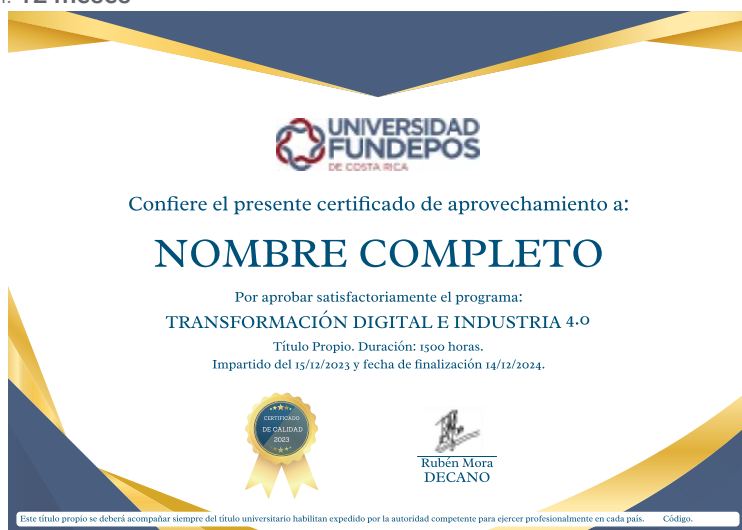 12 meses
UNIVERSIDAD
FUNDEPOS
DE COSTA RICA
Confiere el presente certificado de aprovechamiento a:
NOMBRE COMPLETO
Por aprobar satisfactoriamente el programa:
TRANSFORMACIÓN DIGITAL E INDUSTRIA 4.0
Título Propio. Duración: 1500 horas.
Impartido del 15/12/2023 y fecha de finalización 14/12/2024.
CERTIFICADO
DE CALIDAD
2023
Rubén Mora
DECANO
Este título propio se deberá acompañar siempre del título universitario habilitan expedido por la autoridad competente para ejercer profesionalmente en cada país. Código.